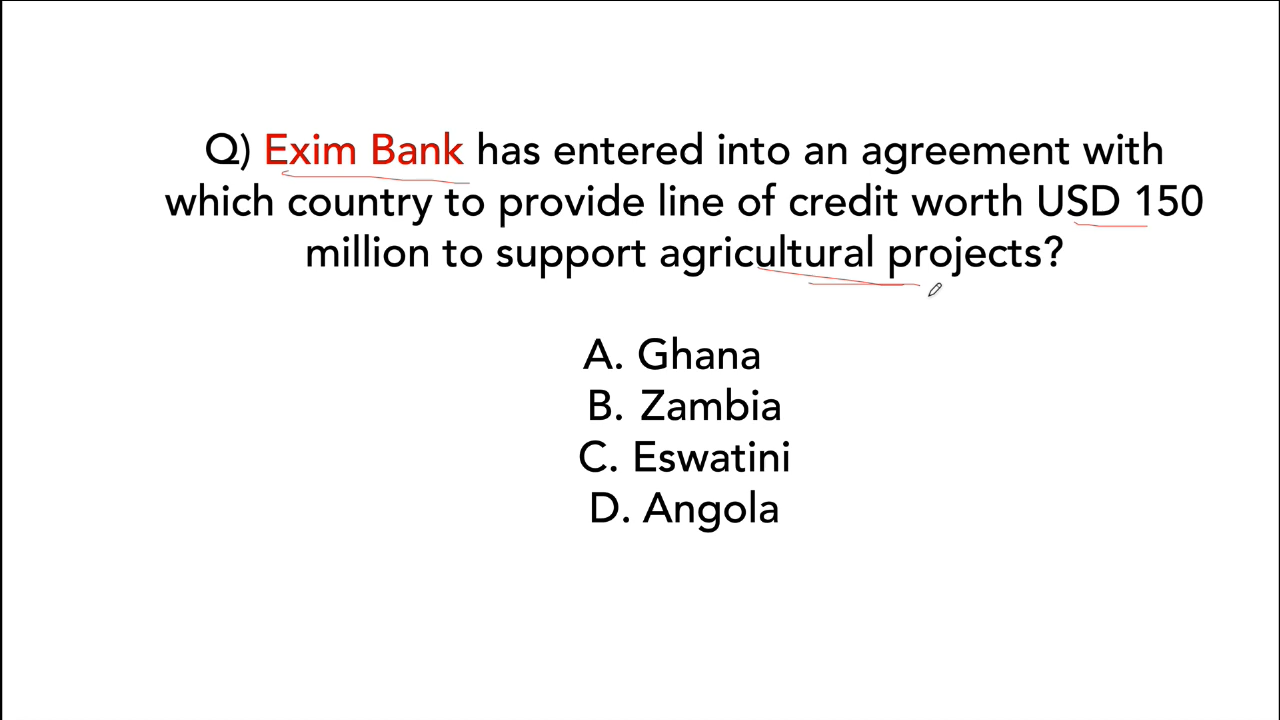 Q) Exim Bank has entered into an agreement with
which country to provide line of credit worth USD 150
million to support agricultural projects?
A. Ghana
B. Zambia
C. Eswatini
D. Angola